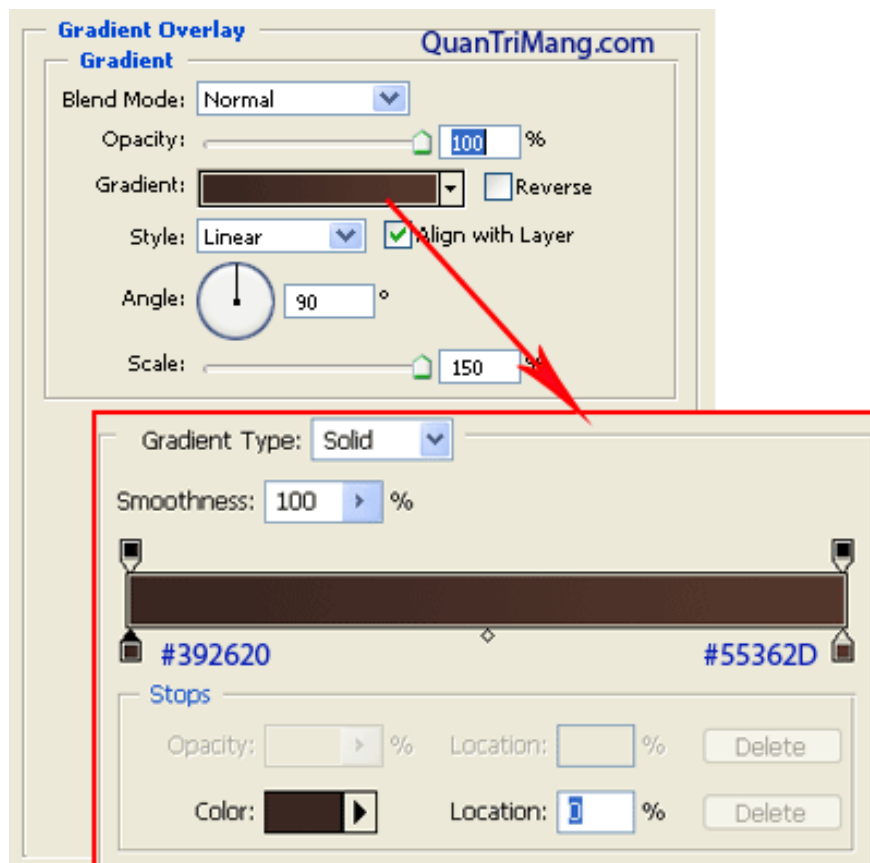 Gradient Overlay
QuanTriMang.com
Gradient
Blend Mode: Normal
Opacity: 100 %
Gradient: Reverse
Style: Linear Align with Layer
Angle: 90 °
Scale: 150 %
Gradient Type: Solid
Smoothness: 100 %
#392620 #55362D
Stops
Opacity: % Location: % Delete
Color: Location: 0 % Delete